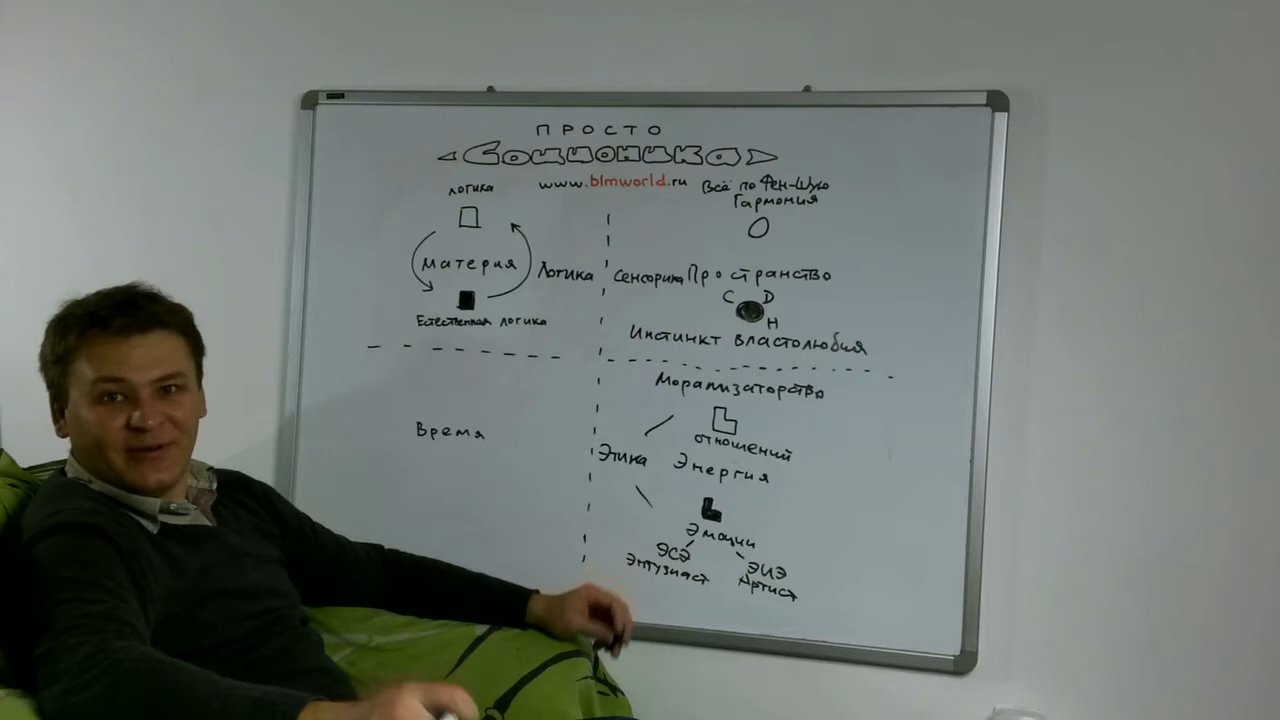 ПРОСТО
Соционика
www.blmworld.ru
логика
Материя
Логика
Естественная логика
Всё по Фен-Шую
Гармония
Сенсорика
Пространство
С D
Н
Инстинкт властолюбия
Время
Морализаторство
отношений
Этика
Энергия
Эмоции
ЭСЭ
Энтузиаст
ЭИЭ
Артист